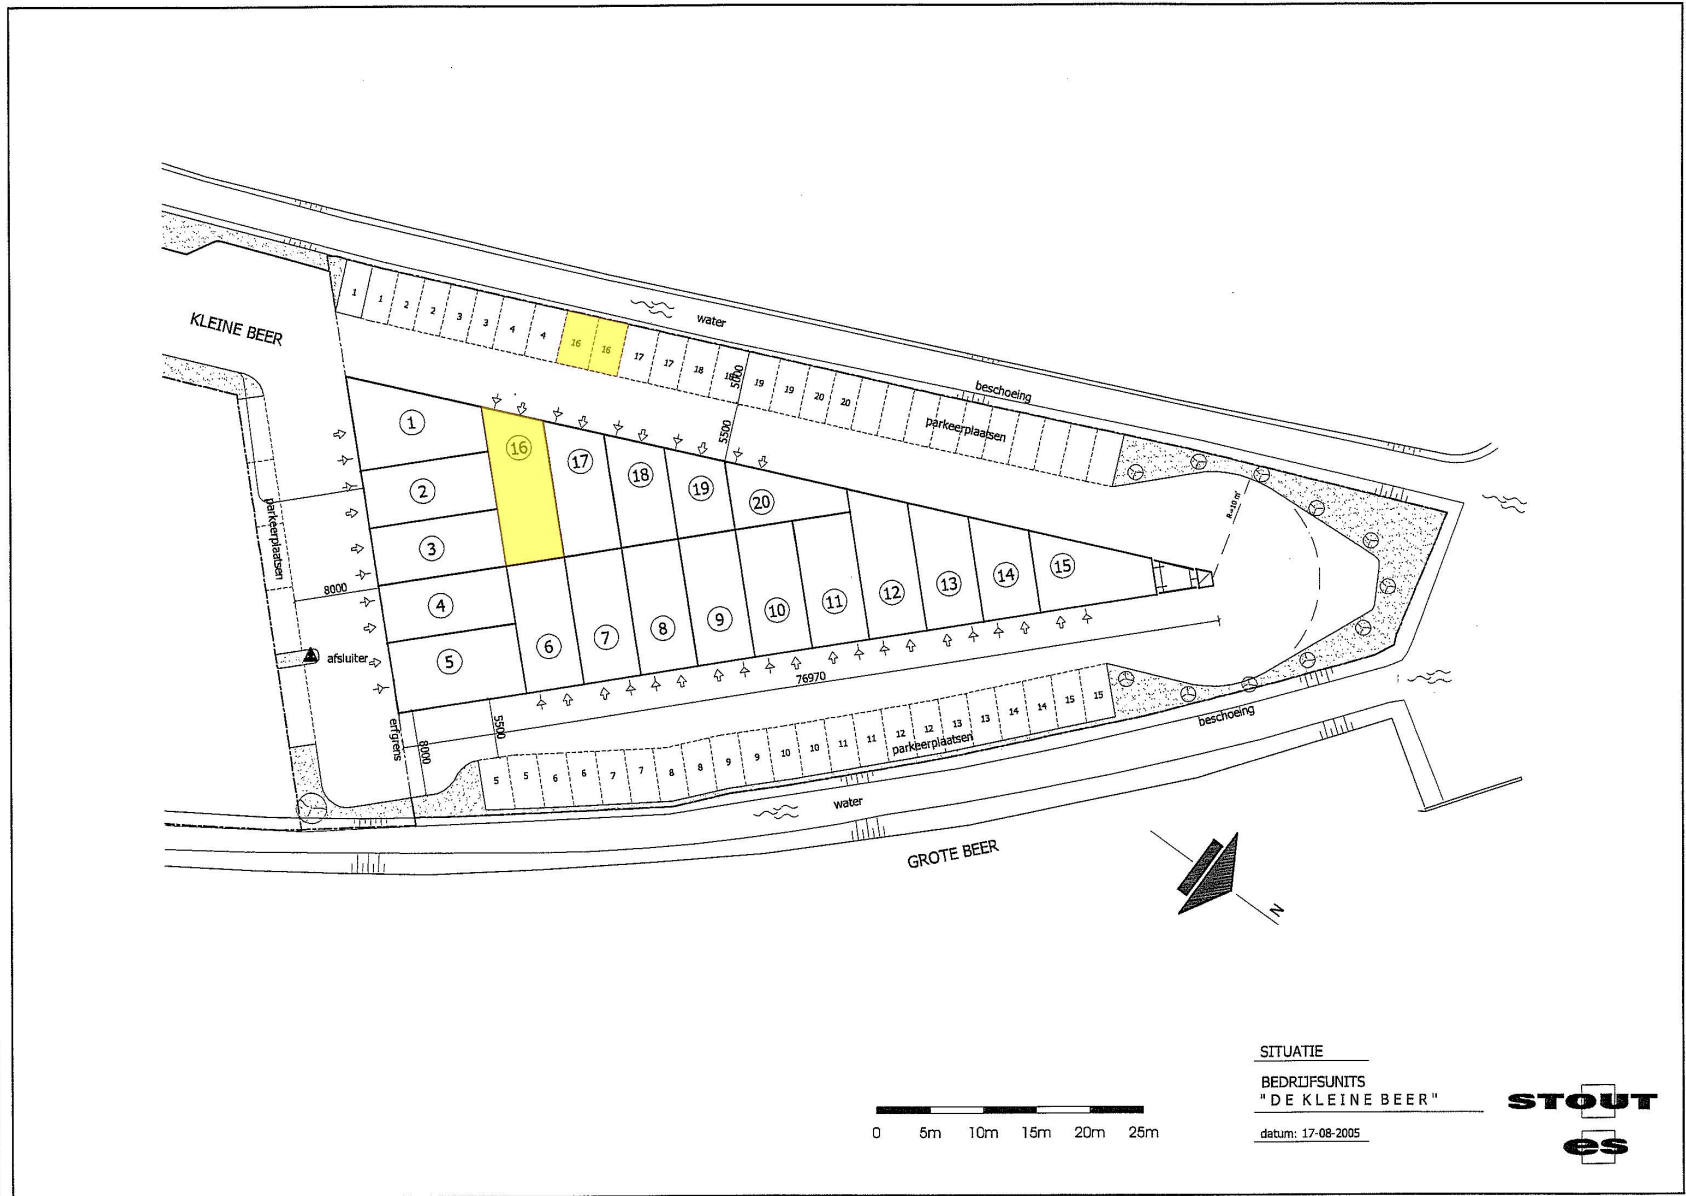 KLEINE BEER
1 1 2 2 3 3 4 4 16 16 17 17 18 18 19 19 20 20
water
5000
5500
beschoeing
parkeerplaatsen
R=10 m¹
1
2
3
4
5
16
17
18
19
20
6
7
8
9
10
11
12
13
14
15
parkeerplaatsen
8000
afsluiter
erfgrens
8000
5500
76970
5 5 6 6 7 7 8 8 9 9 10 10 11 11 12 12 13 13 14 14 15 15
parkeerplaatsen
beschoeing
water
GROTE BEER
N
0 5m 10m 15m 20m 25m
SITUATIE
BEDRIJFSUNITS
"DE KLEINE BEER"
datum: 17-08-2005
STOUT
es